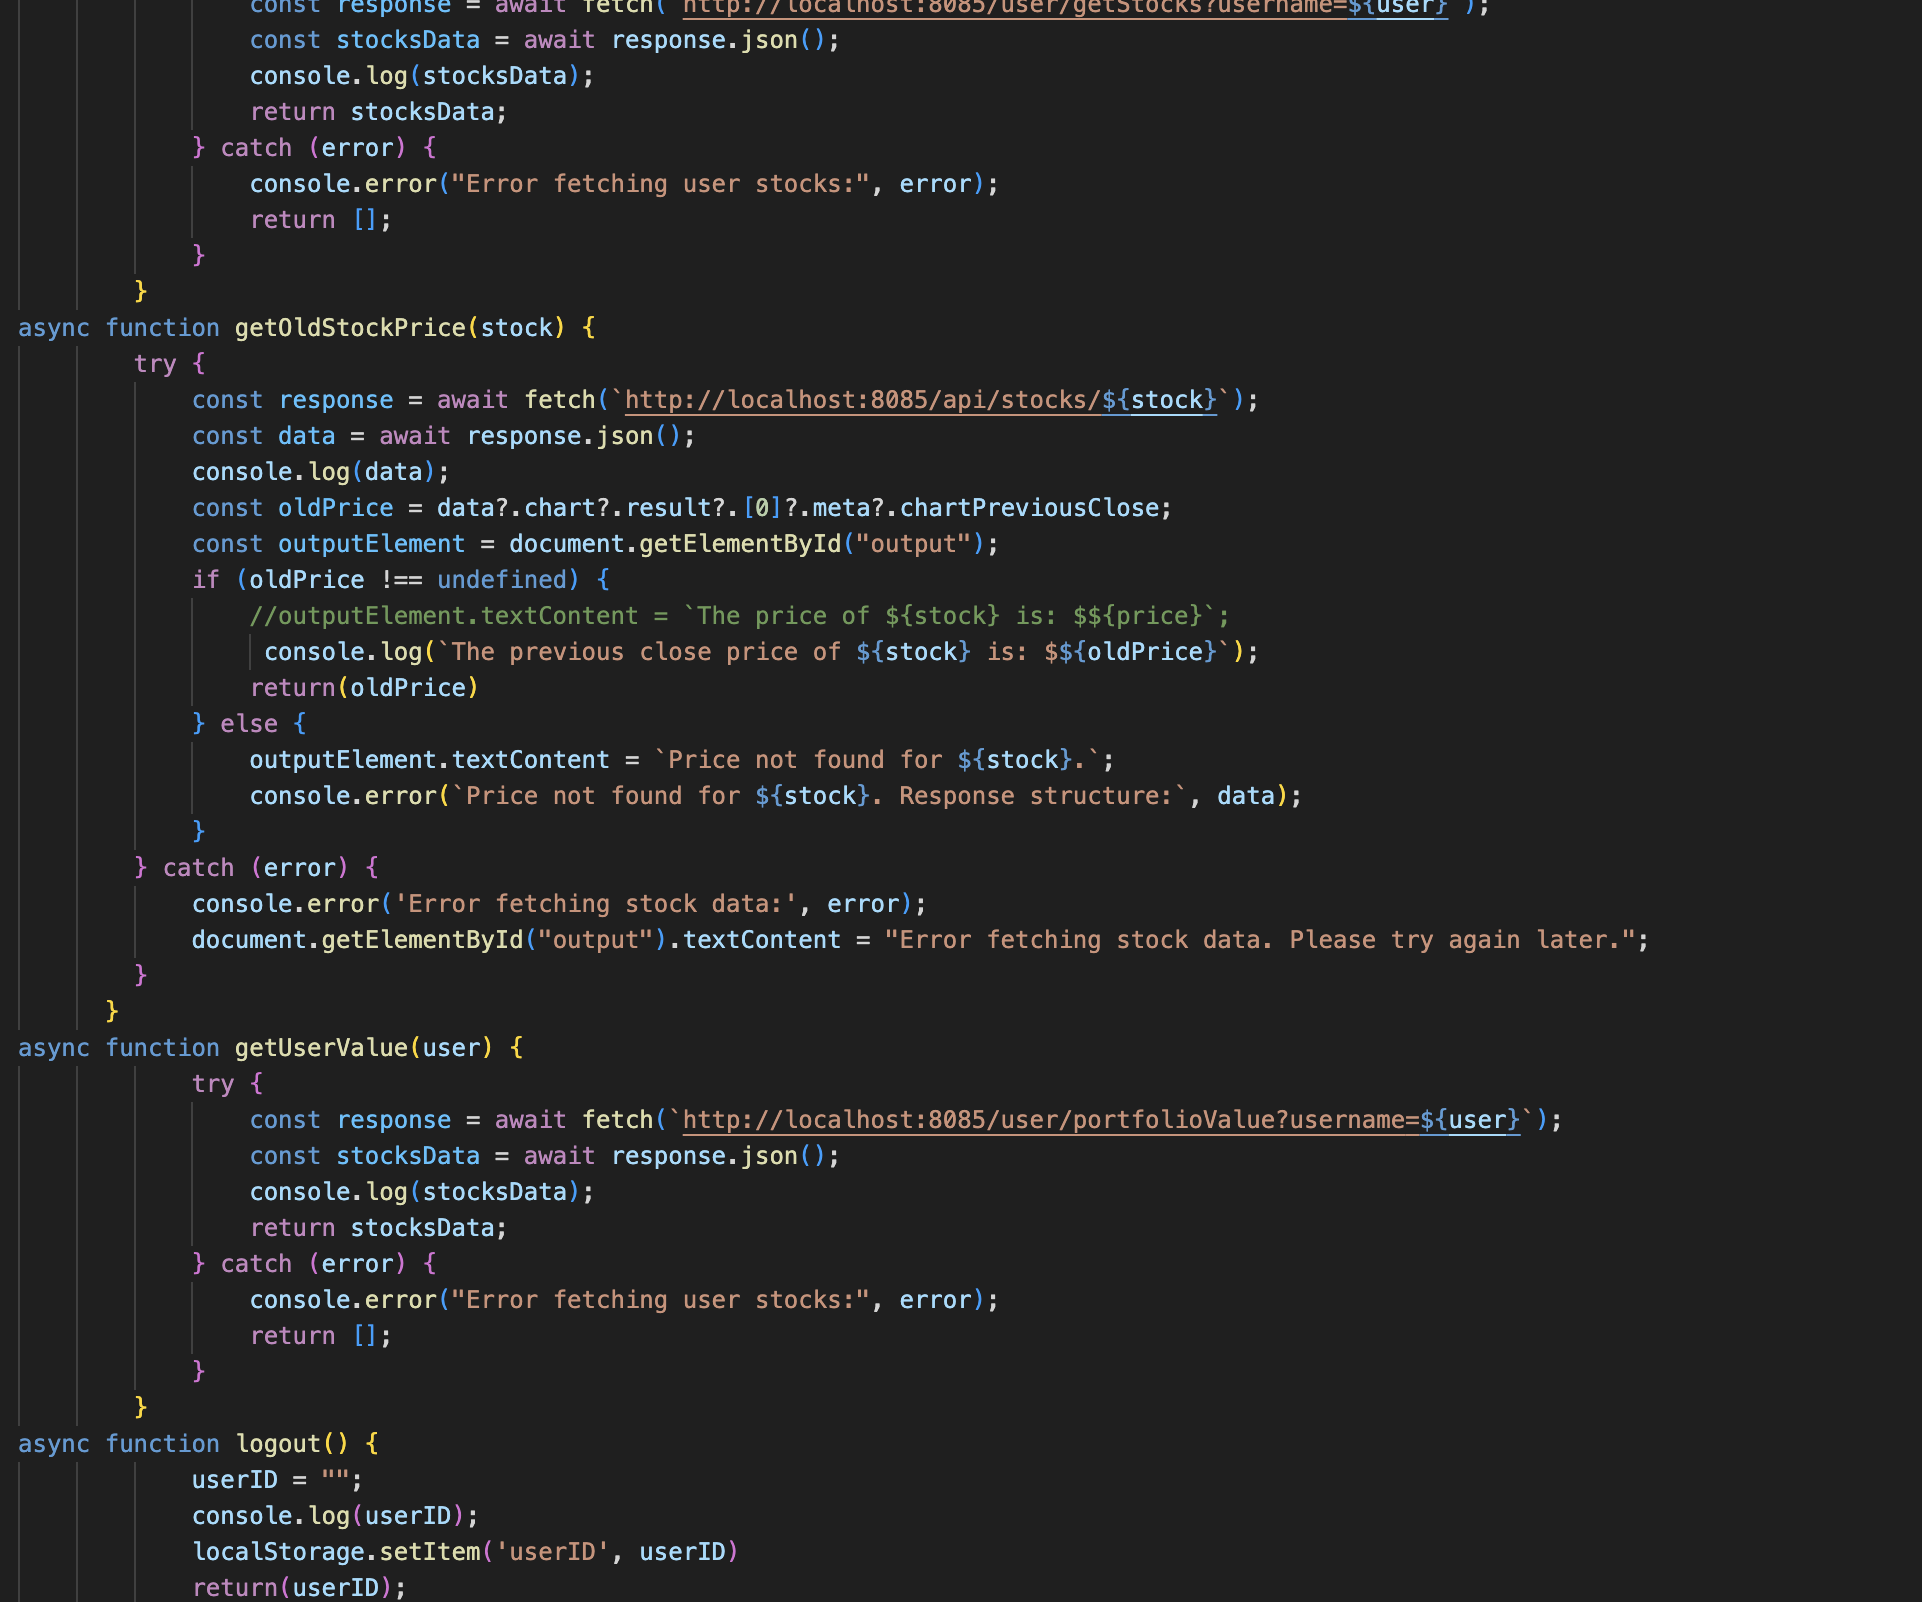 const response = await fetch(`http://localhost:8085/user/getStocks?username=${user}`);
const stocksData = await response.json();
console.log(stocksData);
return stocksData;
} catch (error) {
console.error("Error fetching user stocks:", error);
return [];
}
}
async function getOldStockPrice(stock) {
try {
const response = await fetch(`http://localhost:8085/api/stocks/${stock}`);
const data = await response.json();
console.log(data);
const oldPrice = data?.chart?.result?.[0]?.meta?.chartPreviousClose;
const outputElement = document.getElementById("output");
if (oldPrice !== undefined) {
//outputElement.textContent = `The price of ${stock} is: $${price}`;
console.log(`The previous close price of ${stock} is: $${oldPrice}`);
return(oldPrice)
} else {
outputElement.textContent = `Price not found for ${stock}.`;
console.error(`Price not found for ${stock}. Response structure:`, data);
}
} catch (error) {
console.error('Error fetching stock data:', error);
document.getElementById("output").textContent = "Error fetching stock data. Please try again later.";
}
}
async function getUserValue(user) {
try {
const response = await fetch(`http://localhost:8085/user/portfolioValue?username=${user}`);
const stocksData = await response.json();
console.log(stocksData);
return stocksData;
} catch (error) {
console.error("Error fetching user stocks:", error);
return [];
}
}
async function logout() {
userID = "";
console.log(userID);
localStorage.setItem('userID', userID)
return(userID);